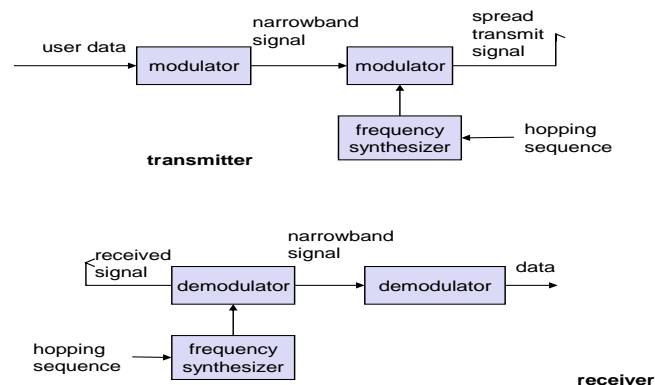 user data
modulator
narrowband
signal
modulator
spread
transmit
signal
frequency
synthesizer
hopping
sequence
transmitter
received
signal
demodulator
narrowband
signal
demodulator
data
hopping
sequence
frequency
synthesizer
receiver